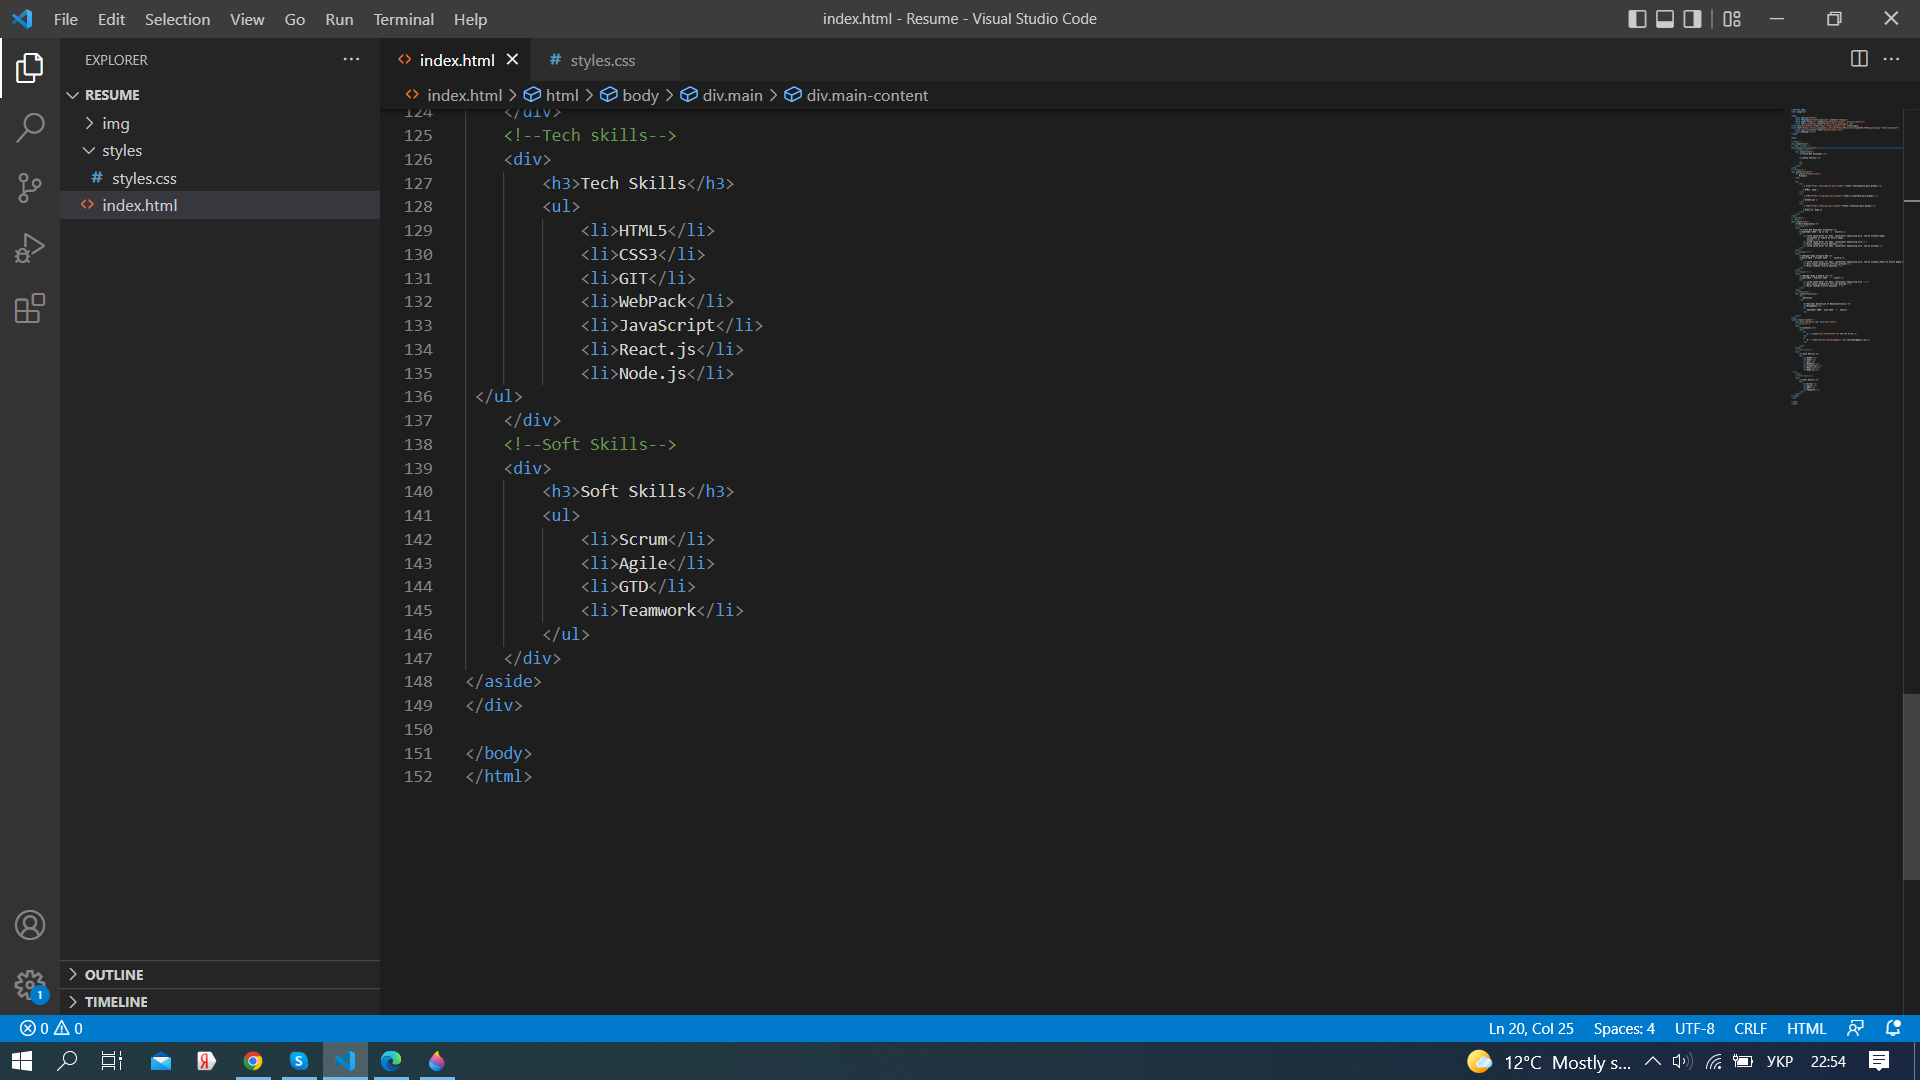 File Edit Selection View Go Run Terminal Help
index.html - Resume - Visual Studio Code
EXPLORER
RESUME
img
styles
# styles.css
<> index.html
OUTLINE
TIMELINE
<> index.html
# styles.css
<> index.html > html > body > div.main > div.main-content
124 </div>
125 <!--Tech skills-->
126 <div>
127 <h3>Tech Skills</h3>
128 <ul>
129 <li>HTML5</li>
130 <li>CSS3</li>
131 <li>GIT</li>
132 <li>WebPack</li>
133 <li>JavaScript</li>
134 <li>React.js</li>
135 <li>Node.js</li>
136 </ul>
137 </div>
138 <!--Soft Skills-->
139 <div>
140 <h3>Soft Skills</h3>
141 <ul>
142 <li>Scrum</li>
143 <li>Agile</li>
144 <li>GTD</li>
145 <li>Teamwork</li>
146 </ul>
147 </div>
148 </aside>
149 </div>
150
151 </body>
152 </html>
1
0 0
Ln 20, Col 25 Spaces: 4 UTF-8 CRLF HTML
Я S
12°C Mostly s... УКР 22:54